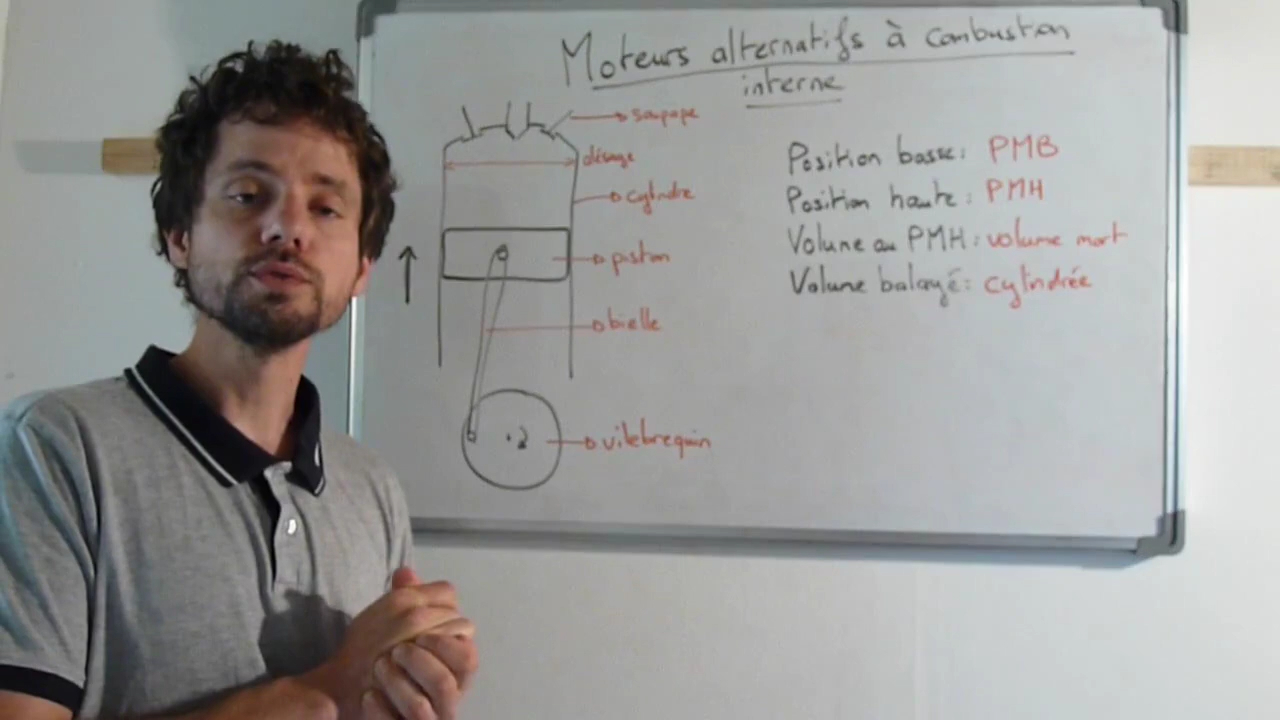 Moteurs alternatifs à combustion
interne
soupape
alésage
cylindre
piston
bielle
vilebrequin
Position basse: PMB
Position haute: PMH
Volume au PMH: volume mort
Volume balayé: cylindrée